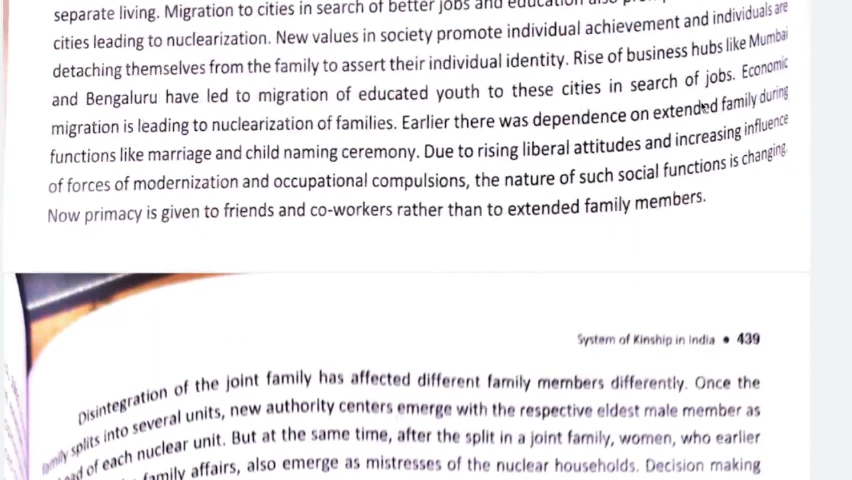 separate living. Migration to cities in search of better jobs and education also
cities leading to nuclearization. New values in society promote individual achievement and individuals are
detaching themselves from the family to assert their individual identity. Rise of business hubs like Mumbai
and Bengaluru have led to migration of educated youth to these cities in search of jobs. Economic
migration is leading to nuclearization of families. Earlier there was dependence on extended family during
functions like marriage and child naming ceremony. Due to rising liberal attitudes and increasing influence
of forces of modernization and occupational compulsions, the nature of such social functions is changing.
Now primacy is given to friends and co-workers rather than to extended family members.
System of Kinship in India • 439
Disintegration of the joint family has affected different family members differently. Once the
family splits into several units, new authority centers emerge with the respective eldest male member as
of each nuclear unit. But at the same time, after the split in a joint family, women, who earlier
family affairs, also emerge as mistresses of the nuclear households. Decision making